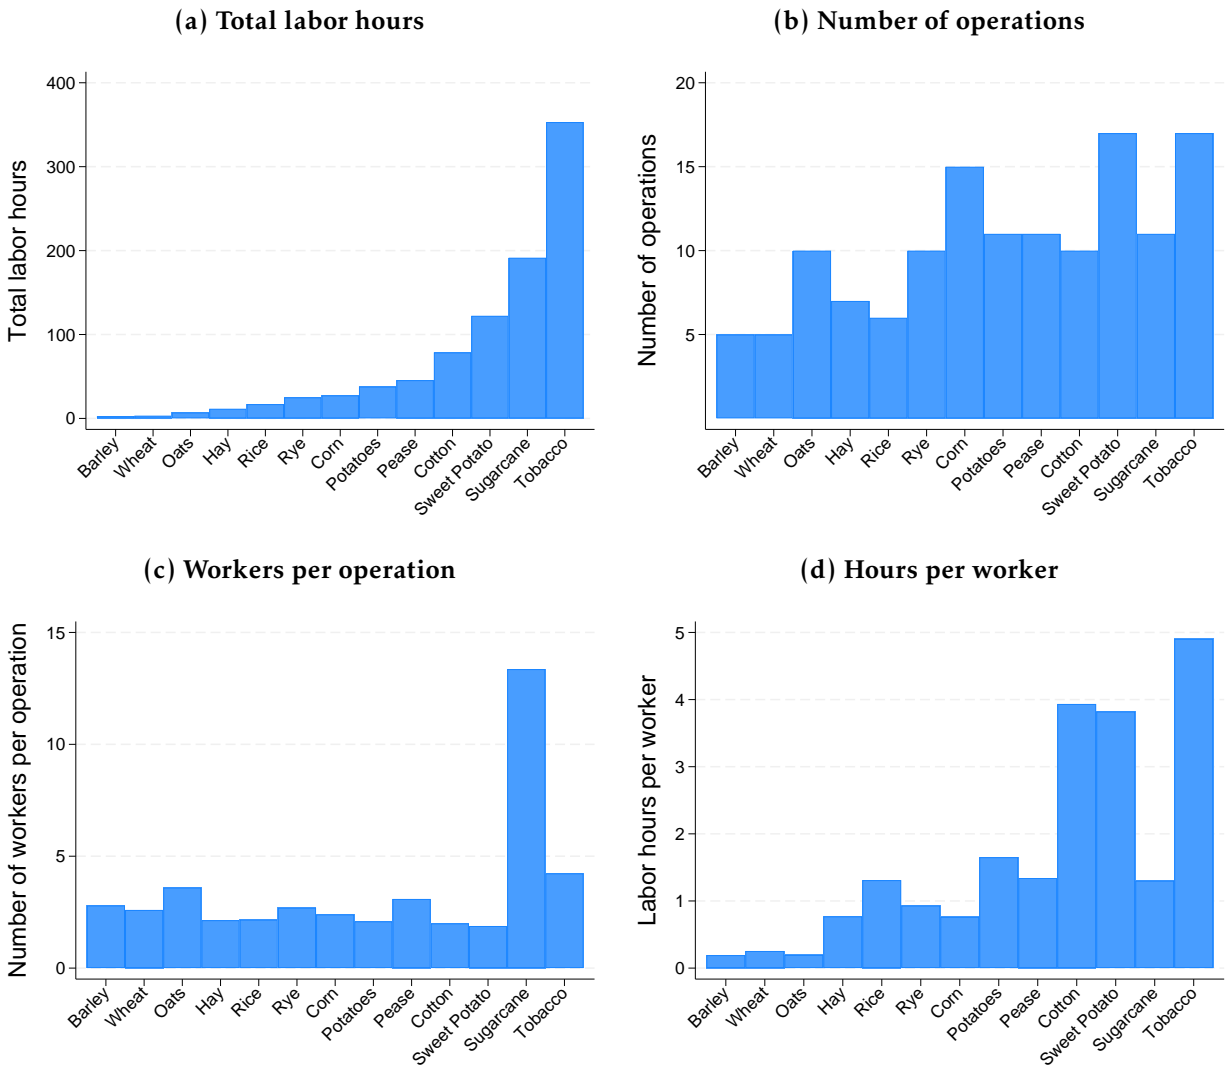 (a) Total labor hours
Total labor hours
400
300
200
100
0
Barley
Wheat
Oats
Hay
Rice
Rye
Corn
Potatoes
Pease
Cotton
Sweet Potato
Sugarcane
Tobacco
(b) Number of operations
Number of operations
20
15
10
5
Barley
Wheat
Oats
Hay
Rice
Rye
Corn
Potatoes
Pease
Cotton
Sweet Potato
Sugarcane
Tobacco
(c) Workers per operation
Number of workers per operation
15
10
5
0
Barley
Wheat
Oats
Hay
Rice
Rye
Corn
Potatoes
Pease
Cotton
Sweet Potato
Sugarcane
Tobacco
(d) Hours per worker
Labor hours per worker
5
4
3
2
1
0
Barley
Wheat
Oats
Hay
Rice
Rye
Corn
Potatoes
Pease
Cotton
Sweet Potato
Sugarcane
Tobacco